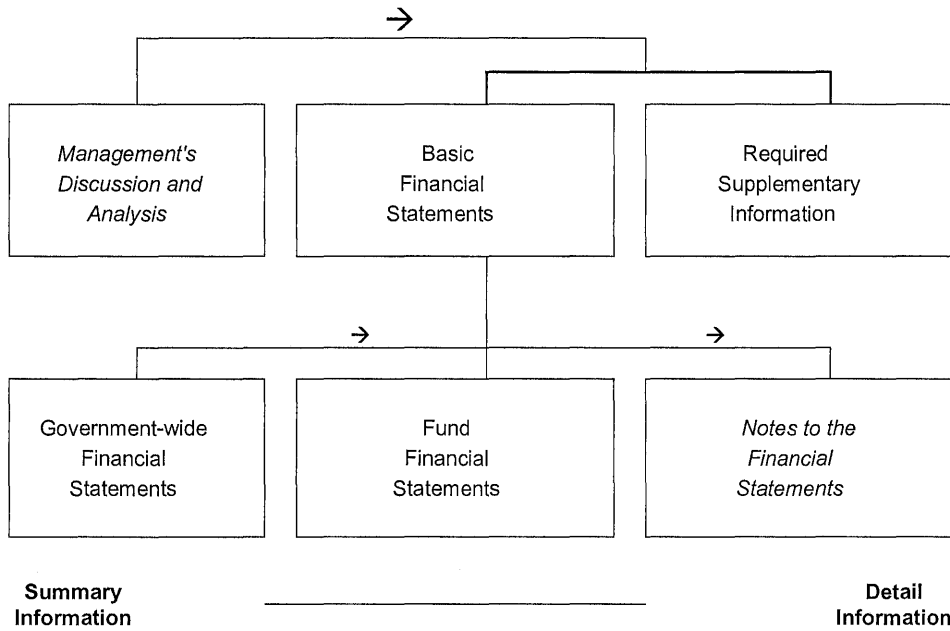 →
Management's
Discussion and
Analysis
Basic
Financial
Statements
Required
Supplementary
Information
→
→
Government-wide
Financial
Statements
Fund
Financial
Statements
Notes to the
Financial
Statements
Summary
Information
Detail
Information